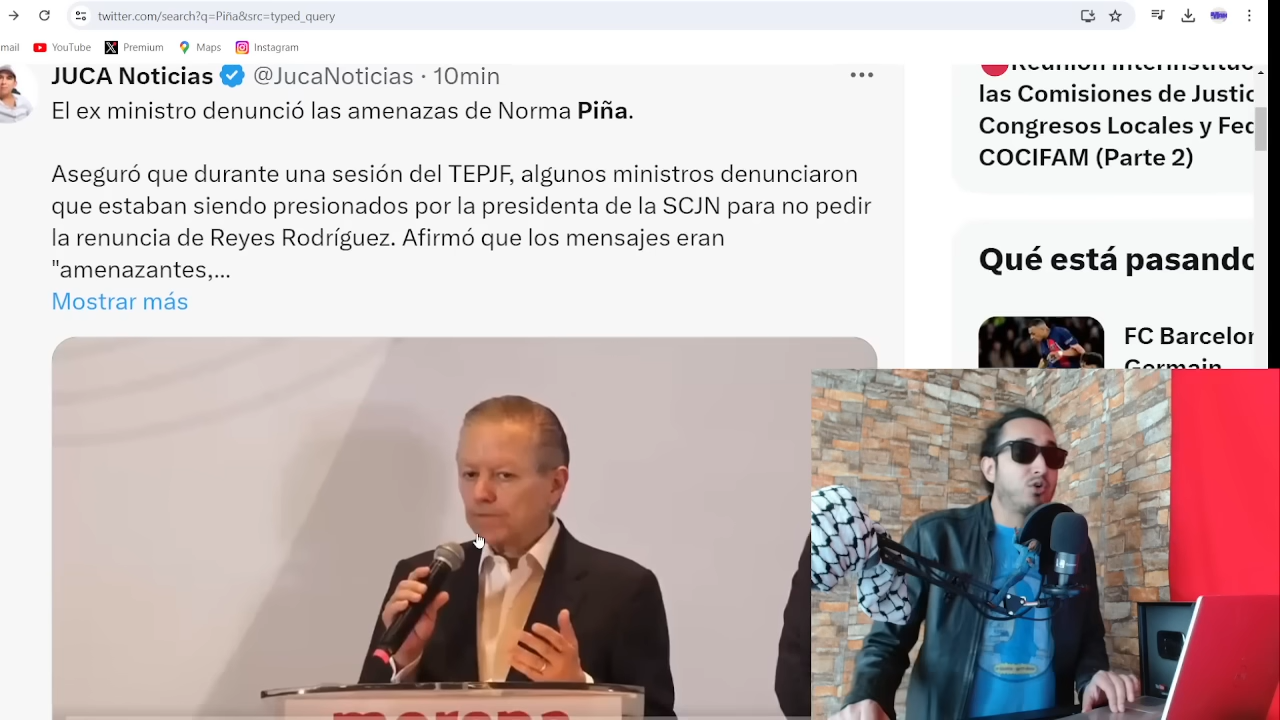 twitter.com/search?q=Piña&src=typed_query
mail YouTube Premium Maps Instagram
JUCA Noticias @JucaNoticias · 10min
El ex ministro denunció las amenazas de Norma Piña.
Aseguró que durante una sesión del TEPJF, algunos ministros denunciaron
que estaban siendo presionados por la presidenta de la SCJN para no pedir
la renuncia de Reyes Rodríguez. Afirmó que los mensajes eran
"amenazantes,...
Mostrar más
las Comisiones de Justic
Congresos Locales y Fed
COCIFAM (Parte 2)
Qué está pasando
FC Barcelon
Germain
morena